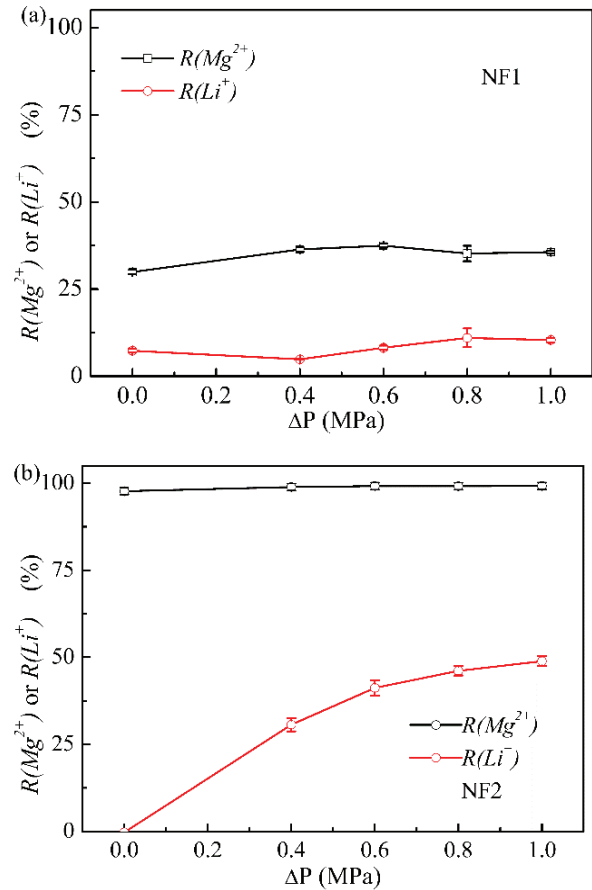 (a)
100
75
50
25
0
R(Mg²⁺) or R(Li⁻) (%)
R(Mg²⁺)
R(Li⁺)
NF1
0.0 0.2 0.4 0.6 0.8 1.0
ΔP (MPa)
(b)
100
75
50
25
0
R(Mg²⁺) or R(Li⁺) (%)
R(Mg²⁺)
R(Li⁻)
NF2
0.0 0.2 0.4 0.6 0.8 1.0
ΔP (MPa)